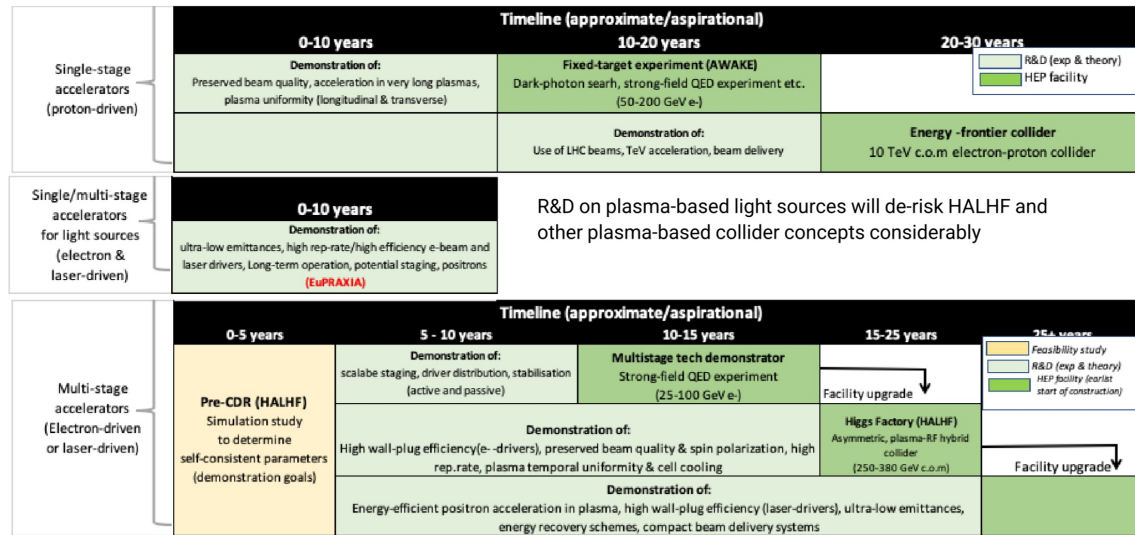 Timeline (approximate/aspirational)
0-10 years
10-20 years
20-30 years
Single-stage
accelerators
(proton-driven)
Demonstration of:
Preserved beam quality, acceleration in very long plasmas,
plasma uniformity (longitudinal & transverse)
Fixed-target experiment (AWAKE)
Dark-photon searh, strong-field QED experiment etc.
(50-200 GeV e-)
R&D (exp & theory)
HEP facility
Demonstration of:
Use of LHC beams, TeV acceleration, beam delivery
Energy -frontier collider
10 TeV c.o.m electron-proton collider
Single/multi-stage
accelerators
for light sources
(electron &
laser-driven)
0-10 years
Demonstration of:
ultra-low emittances, high rep-rate/high efficiency e-beam and
laser drivers, Long-term operation, potential staging, positrons
(EuPRAXIA)
R&D on plasma-based light sources will de-risk HALHF and
other plasma-based collider concepts considerably
Timeline (approximate/aspirational)
0-5 years
5 - 10 years
10-15 years
15-25 years
25+ years
Multi-stage
accelerators
(Electron-driven
or laser-driven)
Pre-CDR (HALHF)
Simulation study
to determine
self-consistent parameters
(demonstration goals)
Demonstration of:
scalabe staging, driver distribution, stabilisation
(active and passive)
Multistage tech demonstrator
Strong-field QED experiment
(25-100 GeV e-)
Facility upgrade
Feasibility study
R&D (exp & theory)
HEP facility (earlist
start of construction)
Demonstration of:
High wall-plug efficiency(e- -drivers), preserved beam quality & spin polarization, high
rep.rate, plasma temporal uniformity & cell cooling
Higgs Factory (HALHF)
Asymmetric, plasma-RF hybrid
collider
(250-380 GeV c.o.m)
Facility upgrade
Demonstration of:
Energy-efficient positron acceleration in plasma, high wall-plug efficiency (laser-drivers), ultra-low emittances,
energy recovery schemes, compact beam delivery systems